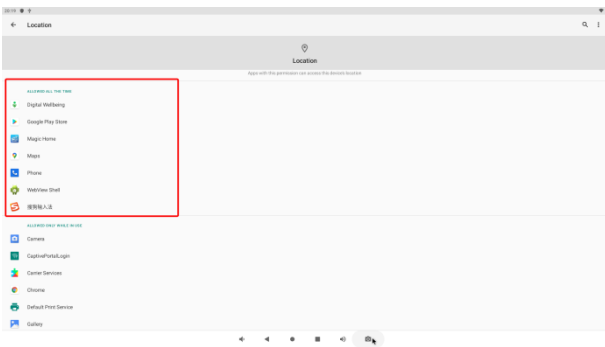 Location
Location
Apps with this permission can access this device's location
ALLOWED ALL THE TIME
Digital Wellbeing
Google Play Store
Magic Home
Maps
Phone
WebView Shell
搜狗输入法
ALLOWED ONLY WHILE IN USE
Camera
CaptivePortalLogin
Carrier Services
Chrome
Default Print Service
Gallery